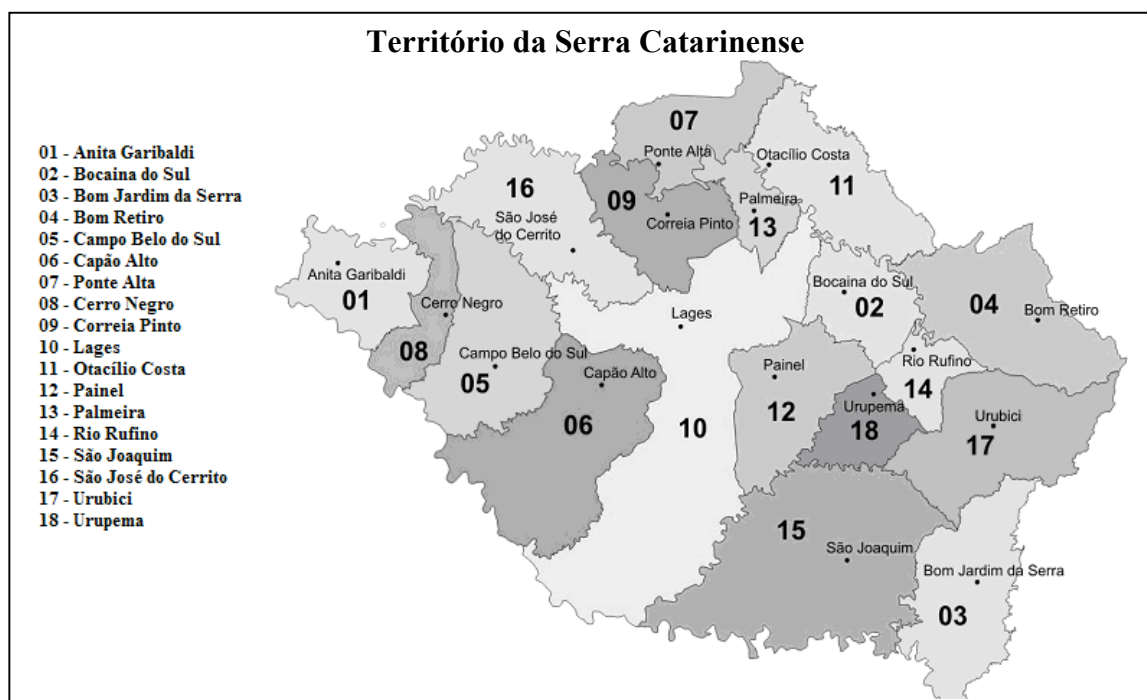 Território da Serra Catarinense
01 - Anita Garibaldi
02 - Bocaina do Sul
03 - Bom Jardim da Serra
04 - Bom Retiro
05 - Campo Belo do Sul
06 - Capão Alto
07 - Ponte Alta
08 - Cerro Negro
09 - Correia Pinto
10 - Lages
11 - Otacílio Costa
12 - Painel
13 - Palmeira
14 - Rio Rufino
15 - São Joaquim
16 - São José do Cerrito
17 - Urubici
18 - Urupema
07
Ponte Alta
Otacílio Costa
11
16
São José
do Cerrito
09
Correia Pinto
Palmeira
13
Anita Garibaldi
01
Cerro Negro
08
Campo Belo do Sul
05
Capão Alto
06
Lages
10
Bocaina do Sul
02
04
Bom Retiro
Painel
12
Rio Rufino
14
Urupema
18
Urubici
17
15
São Joaquim
Bom Jardim da Serra
03